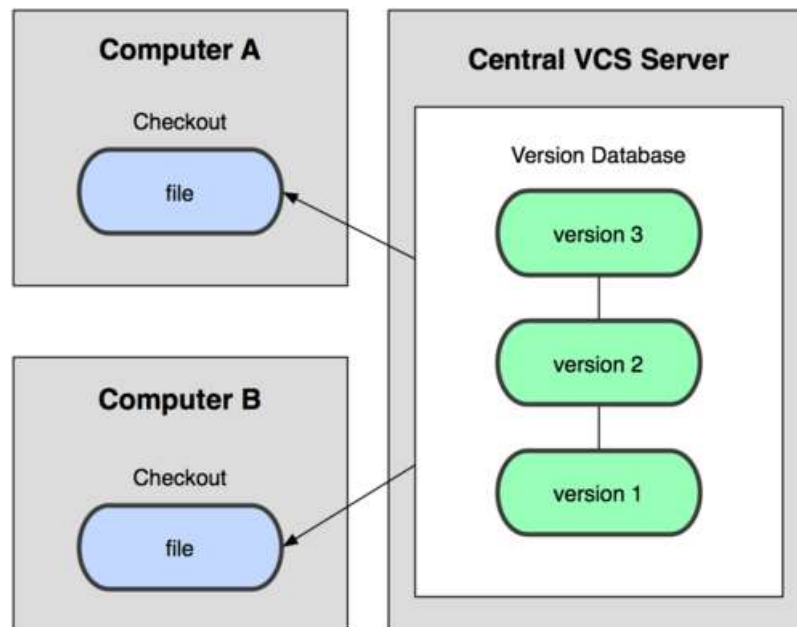 Computer A
Checkout
file
Computer B
Checkout
file
Central VCS Server
Version Database
version 3
version 2
version 1